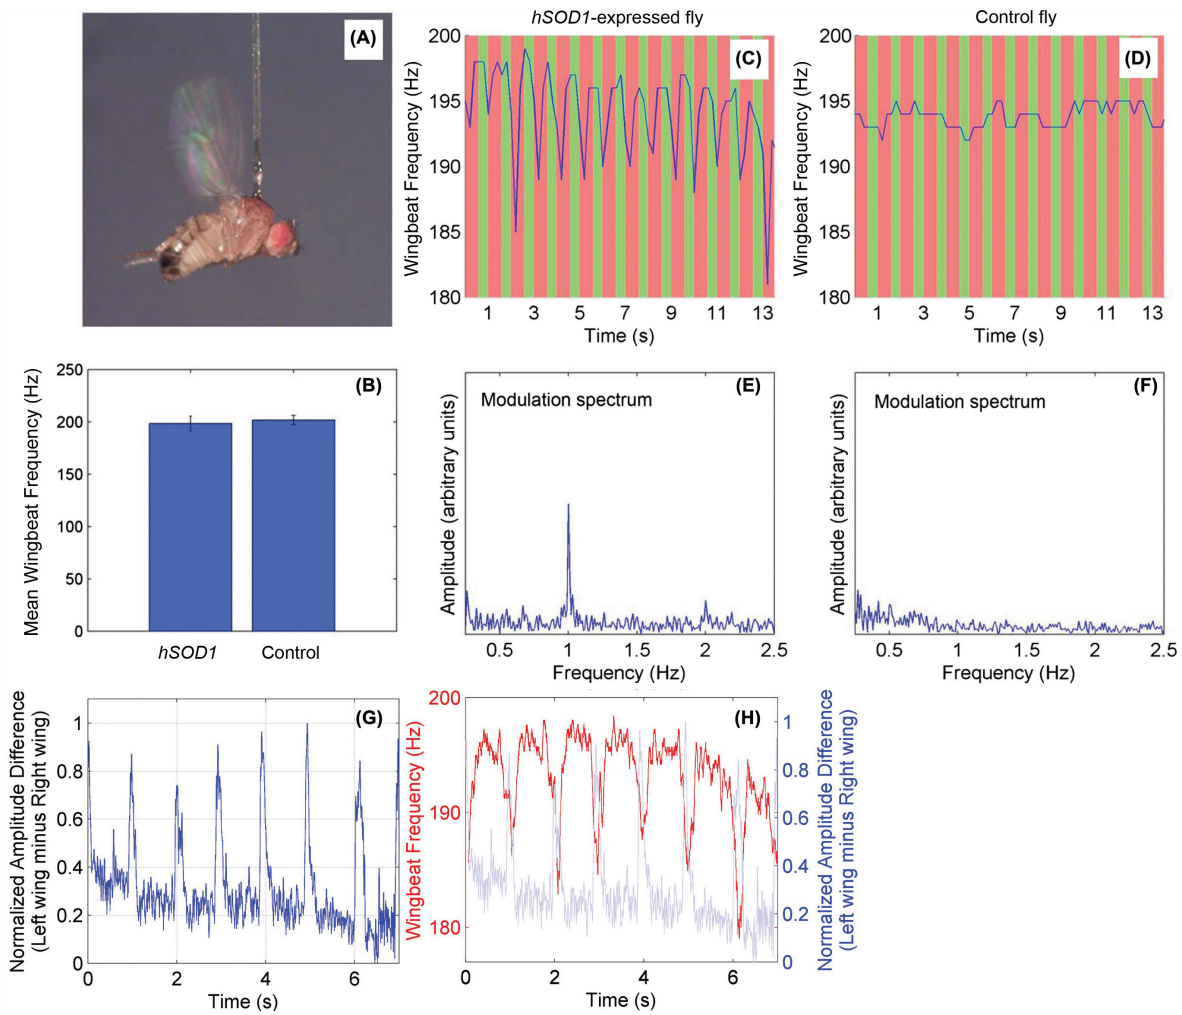 (A)
hSOD1-expressed fly
Wingbeat Frequency (Hz)
200
195
190
185
180
(C)
1 3 5 7 9 11 13
Time (s)
Control fly
Wingbeat Frequency (Hz)
200
195
190
185
180
(D)
1 3 5 7 9 11 13
Time (s)
Mean Wingbeat Frequency (Hz)
250
200
150
100
50
0
(B)
hSOD1 Control
Amplitude (arbitrary units)
Modulation spectrum
(E)
0.5 1 1.5 2 2.5
Frequency (Hz)
Amplitude (arbitrary units)
Modulation spectrum
(F)
0.5 1 1.5 2 2.5
Frequency (Hz)
Normalized Amplitude Difference
(Left wing minus Right wing)
1
0.8
0.6
0.4
0.2
0
(G)
0 2 4 6
Time (s)
Wingbeat Frequency (Hz)
200
190
180
(H)
1
0.8
0.6
0.4
0.2
0
Normalized Amplitude Difference
(Left wing minus Right wing)
0 2 4 6
Time (s)